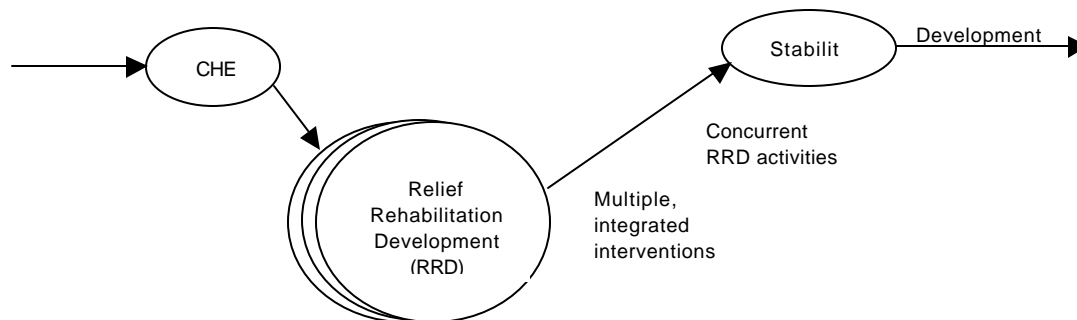 CHE
Relief
Rehabilitation
Development
(RRD)
Multiple,
integrated
interventions
Concurrent
RRD activities
Stabilit
Development